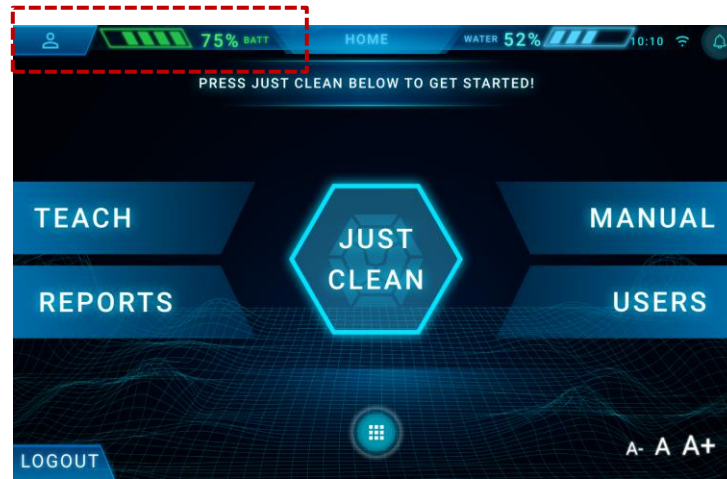 75% BATT HOME WATER 52% 10:10
PRESS JUST CLEAN BELOW TO GET STARTED!
TEACH
MANUAL
JUST
CLEAN
REPORTS
USERS
LOGOUT
A- A A+